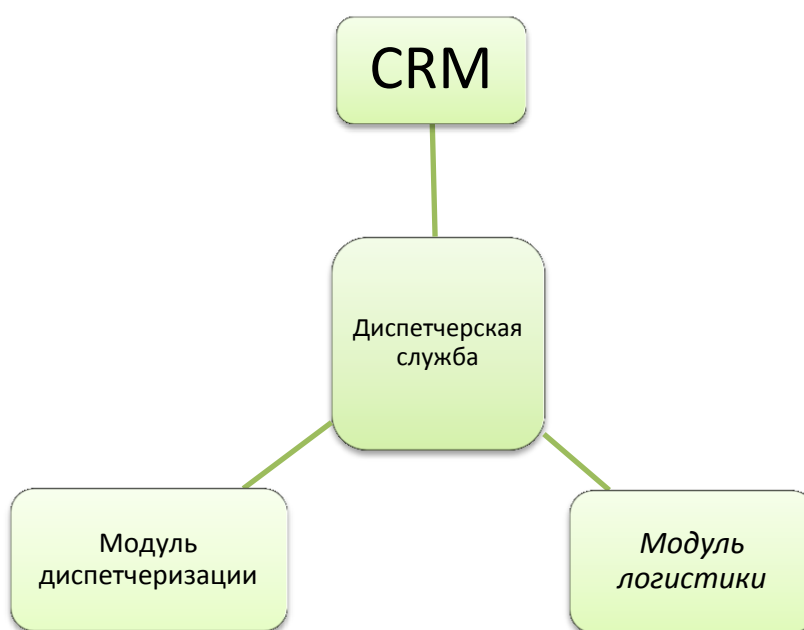 CRM
Диспетчерская
служба
Модуль
диспетчеризации
Модуль
логистики